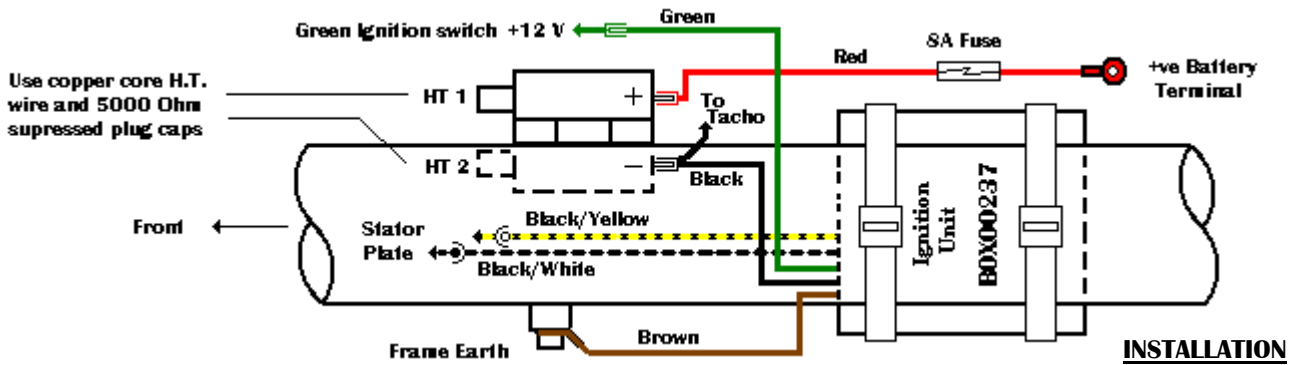 Green
Green Ignition switch +12 V
8A Fuse
Red
+ve Battery
Terminal
Use copper core H.T.
wire and 5000 Ohm
supressed plug caps
HT 1
+
To
Tacho
HT 2
–
Black
Front
Stator
Plate
Black/Yellow
Black/White
Ignition
Unit
BOX00237
Frame Earth
Brown
INSTALLATION